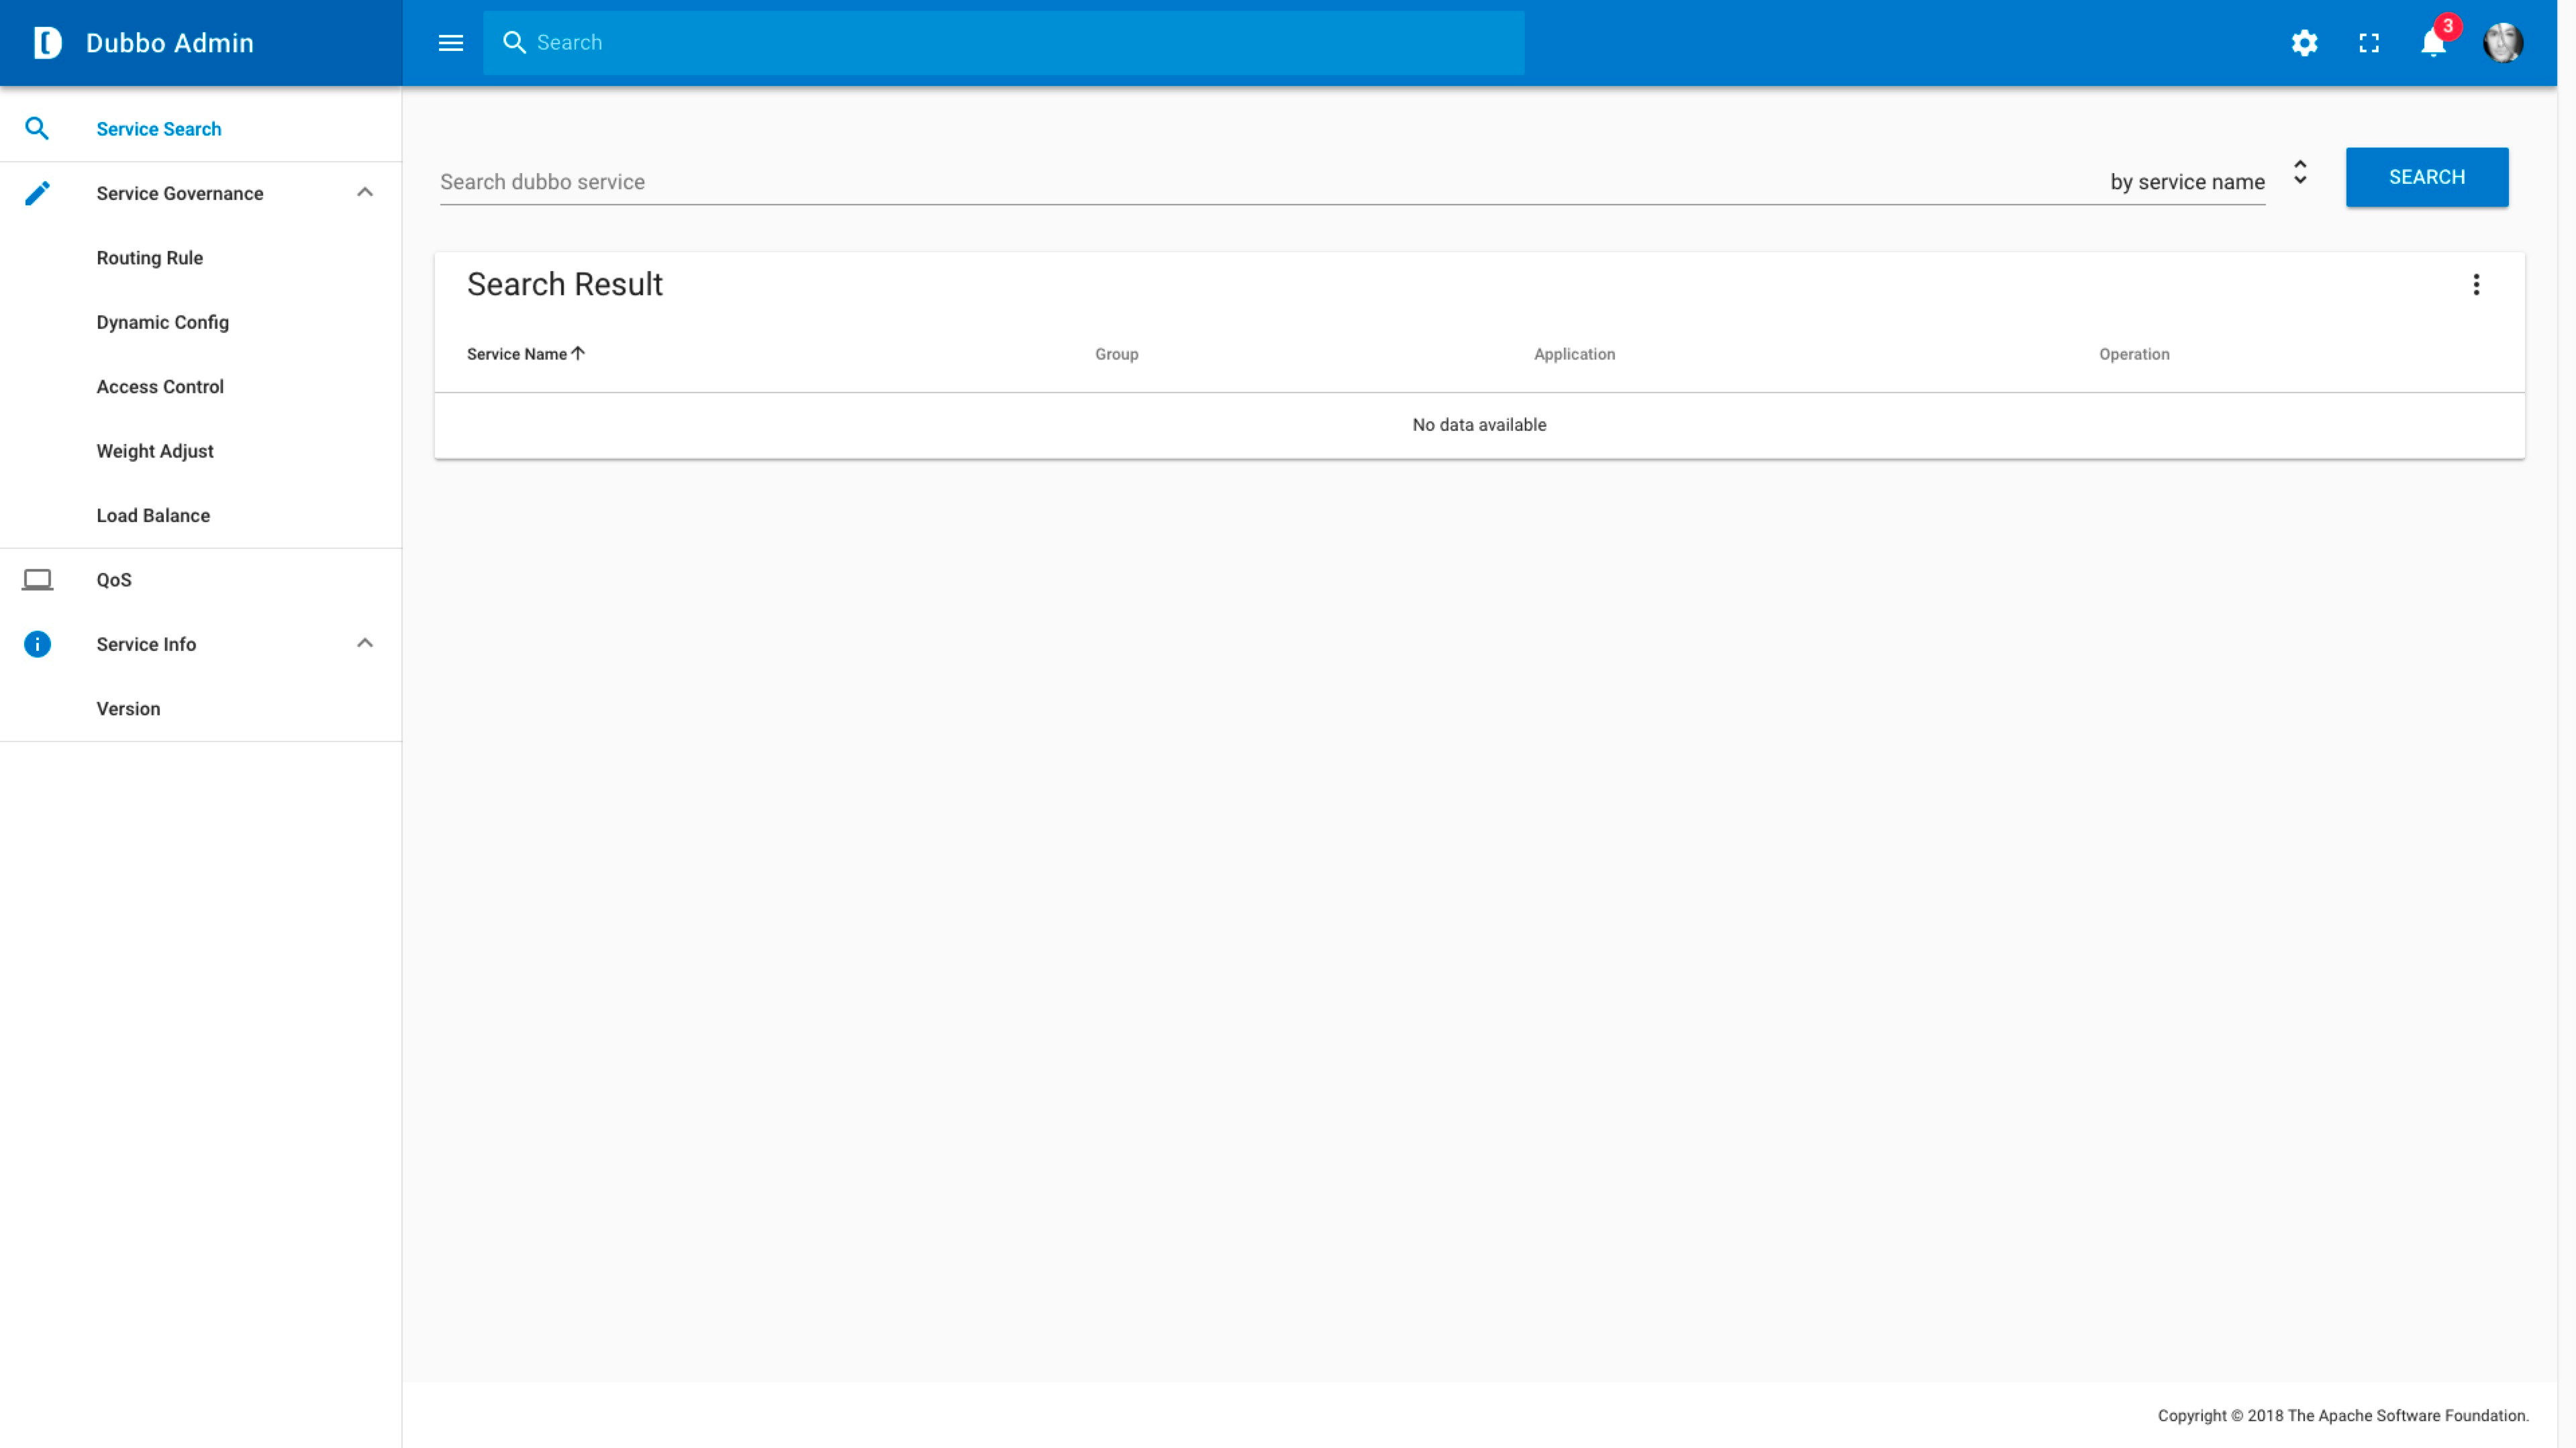 Dubbo Admin
Search
3
Service Search
Service Governance
Routing Rule
Dynamic Config
Access Control
Weight Adjust
Load Balance
QoS
Service Info
Version
Search dubbo service
by service name
SEARCH
Search Result
Service Name Group Application Operation
No data available
Copyright © 2018 The Apache Software Foundation.